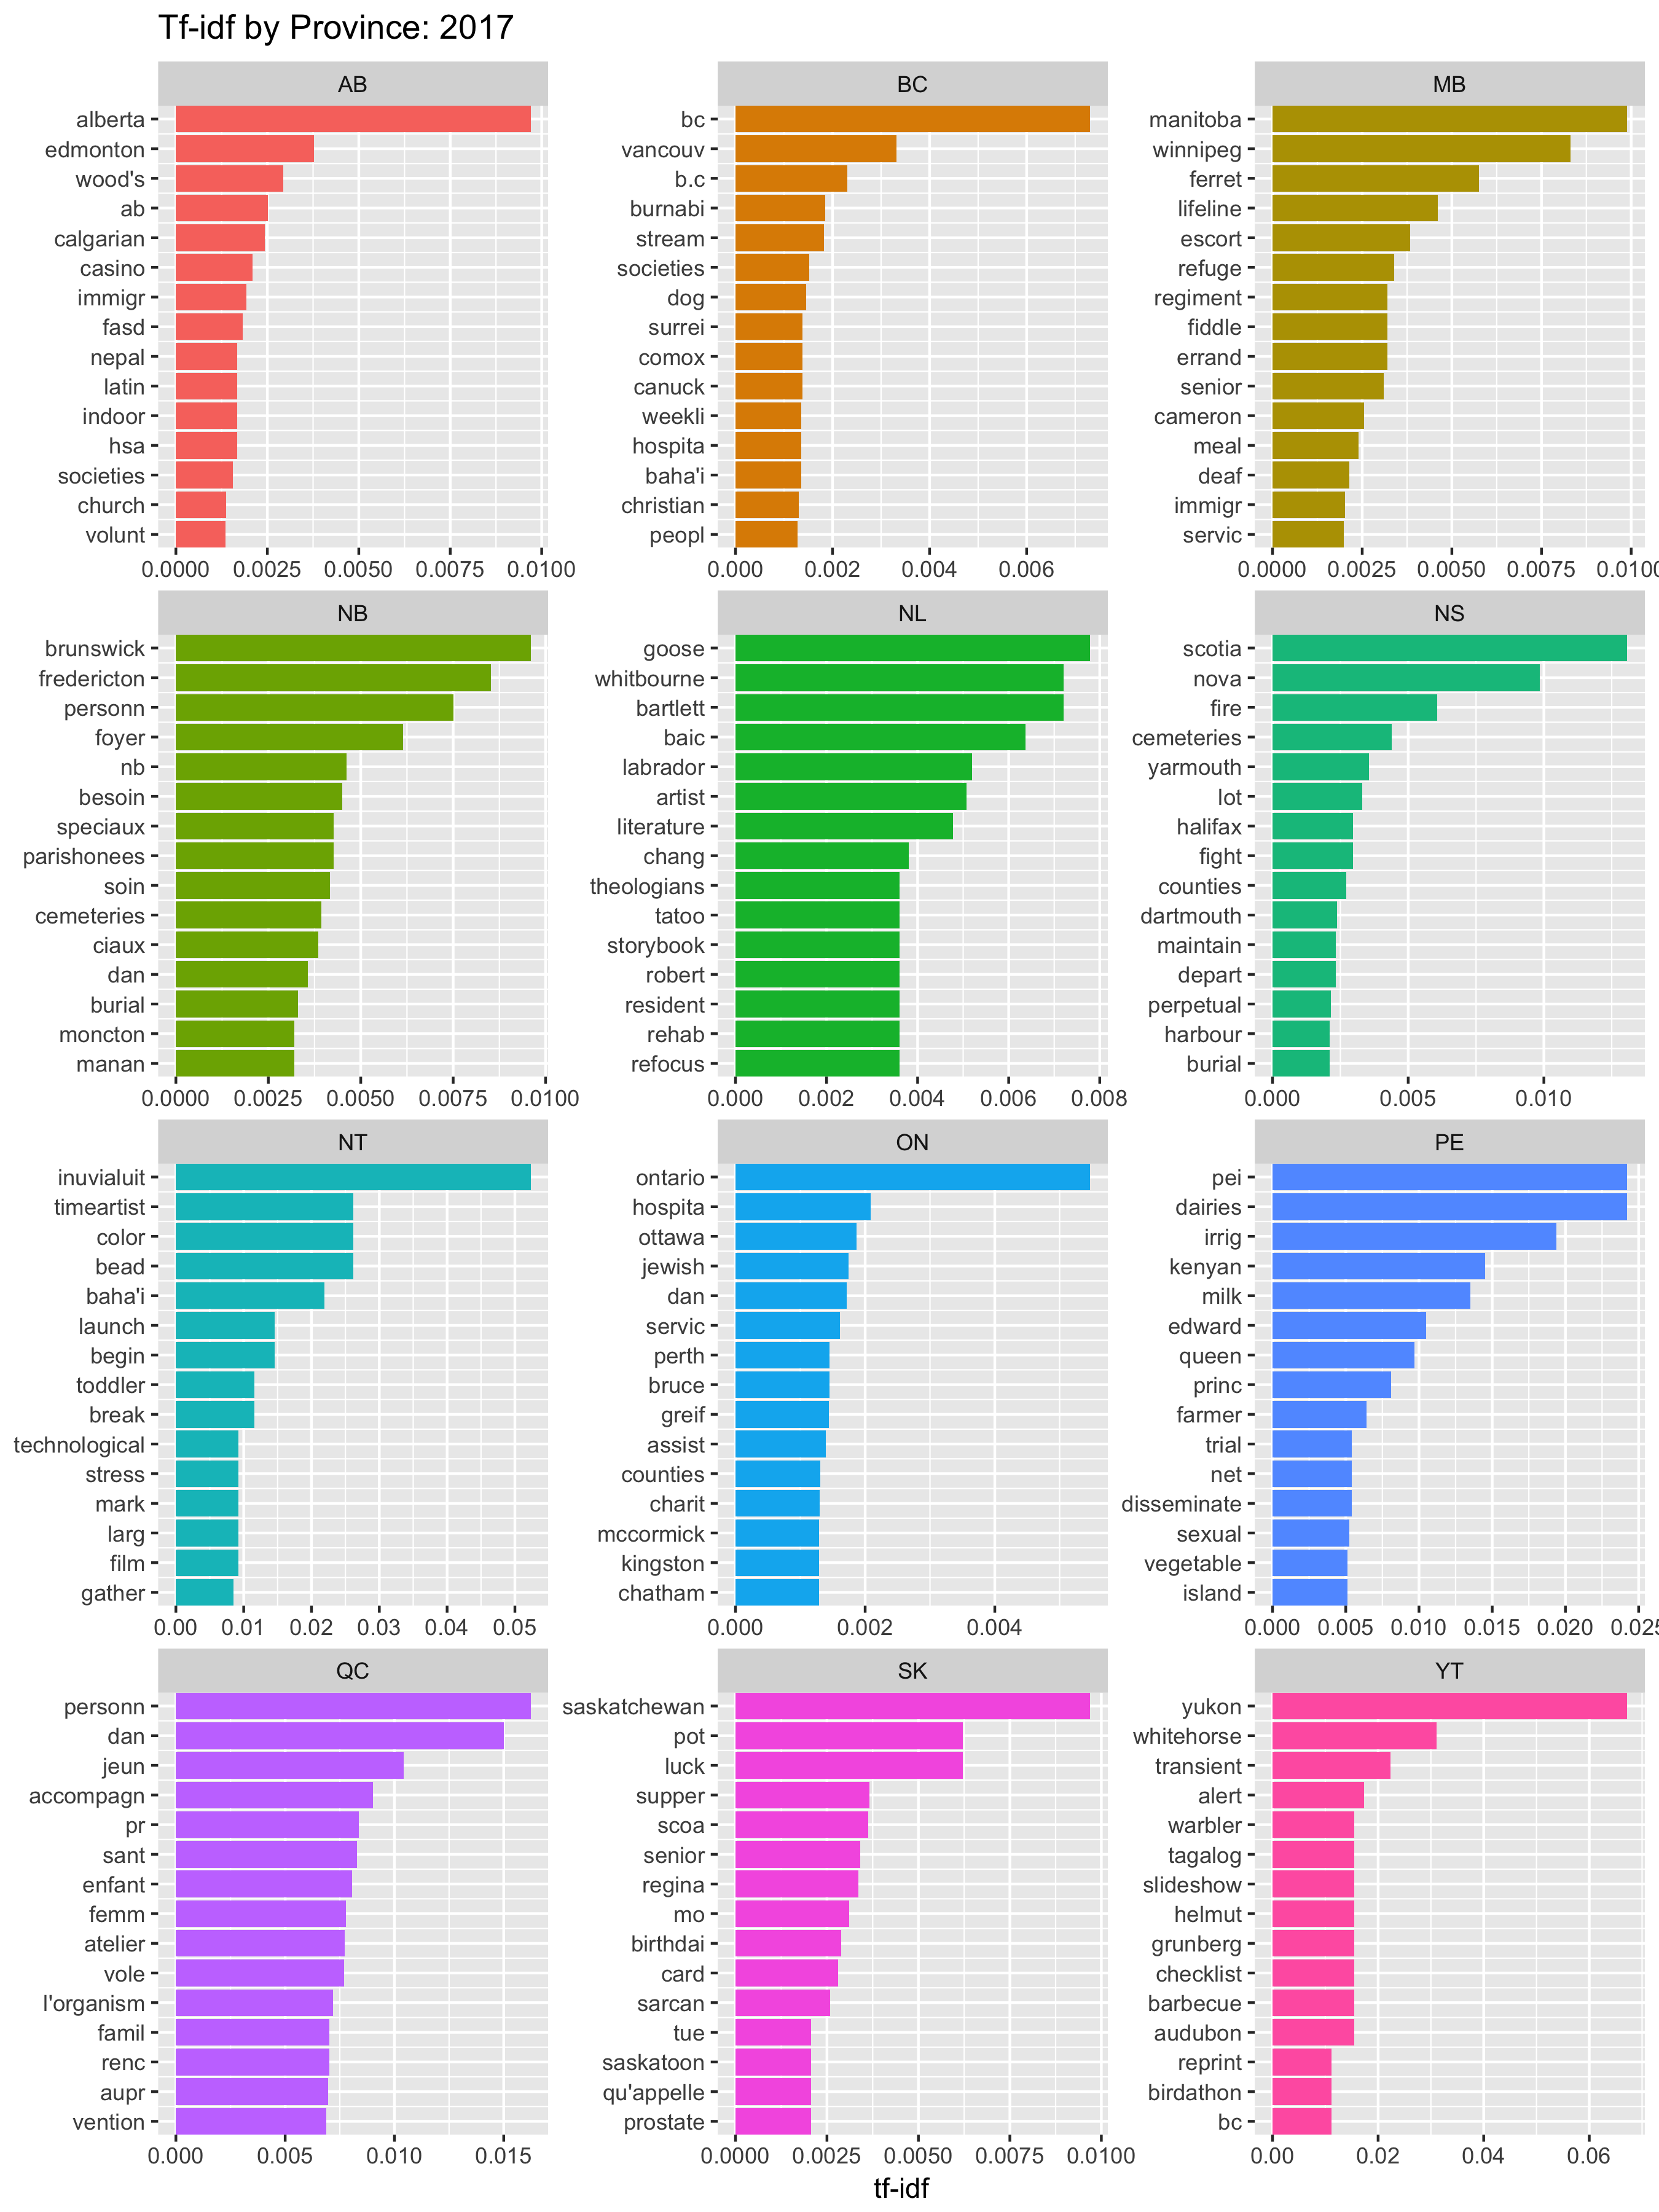 Tf-idf by Province: 2017
AB
alberta
edmonton
wood's
ab
calgarian
casino
immigr
fasd
nepal
latin
indoor
hsa
societies
church
volunt
0.0000 0.0025 0.0050 0.0075 0.0100
BC
bc
vancouv
b.c
burnabi
stream
societies
dog
surrei
comox
canuck
weekli
hospita
baha'i
christian
peopl
0.000 0.002 0.004 0.006
MB
manitoba
winnipeg
ferret
lifeline
escort
refuge
regiment
fiddle
errand
senior
cameron
meal
deaf
immigr
servic
0.0000 0.0025 0.0050 0.0075 0.0100
NB
brunswick
fredericton
personn
foyer
nb
besoin
speciaux
parishonees
soin
cemeteries
ciaux
dan
burial
moncton
manan
0.0000 0.0025 0.0050 0.0075 0.0100
NL
goose
whitbourne
bartlett
baic
labrador
artist
literature
chang
theologians
tatoo
storybook
robert
resident
rehab
refocus
0.000 0.002 0.004 0.006 0.008
NS
scotia
nova
fire
cemeteries
yarmouth
lot
halifax
fight
counties
dartmouth
maintain
depart
perpetual
harbour
burial
0.000 0.005 0.010
NT
inuvialuit
timeartist
color
bead
baha'i
launch
begin
toddler
break
technological
stress
mark
larg
film
gather
0.00 0.01 0.02 0.03 0.04 0.05
ON
ontario
hospita
ottawa
jewish
dan
servic
perth
bruce
greif
assist
counties
charit
mccormick
kingston
chatham
0.000 0.002 0.004
PE
pei
dairies
irrig
kenyan
milk
edward
queen
princ
farmer
trial
net
disseminate
sexual
vegetable
island
0.000 0.005 0.010 0.015 0.020 0.025
QC
personn
dan
jeun
accompagn
pr
sant
enfant
femm
atelier
vole
l'organism
famil
renc
aupr
vention
0.000 0.005 0.010 0.015
SK
saskatchewan
pot
luck
supper
scoa
senior
regina
mo
birthdai
card
sarcan
tue
saskatoon
qu'appelle
prostate
0.0000 0.0025 0.0050 0.0075 0.0100
YT
yukon
whitehorse
transient
alert
warbler
tagalog
slideshow
helmut
grunberg
checklist
barbecue
audubon
reprint
birdathon
bc
0.00 0.02 0.04 0.06
tf-idf